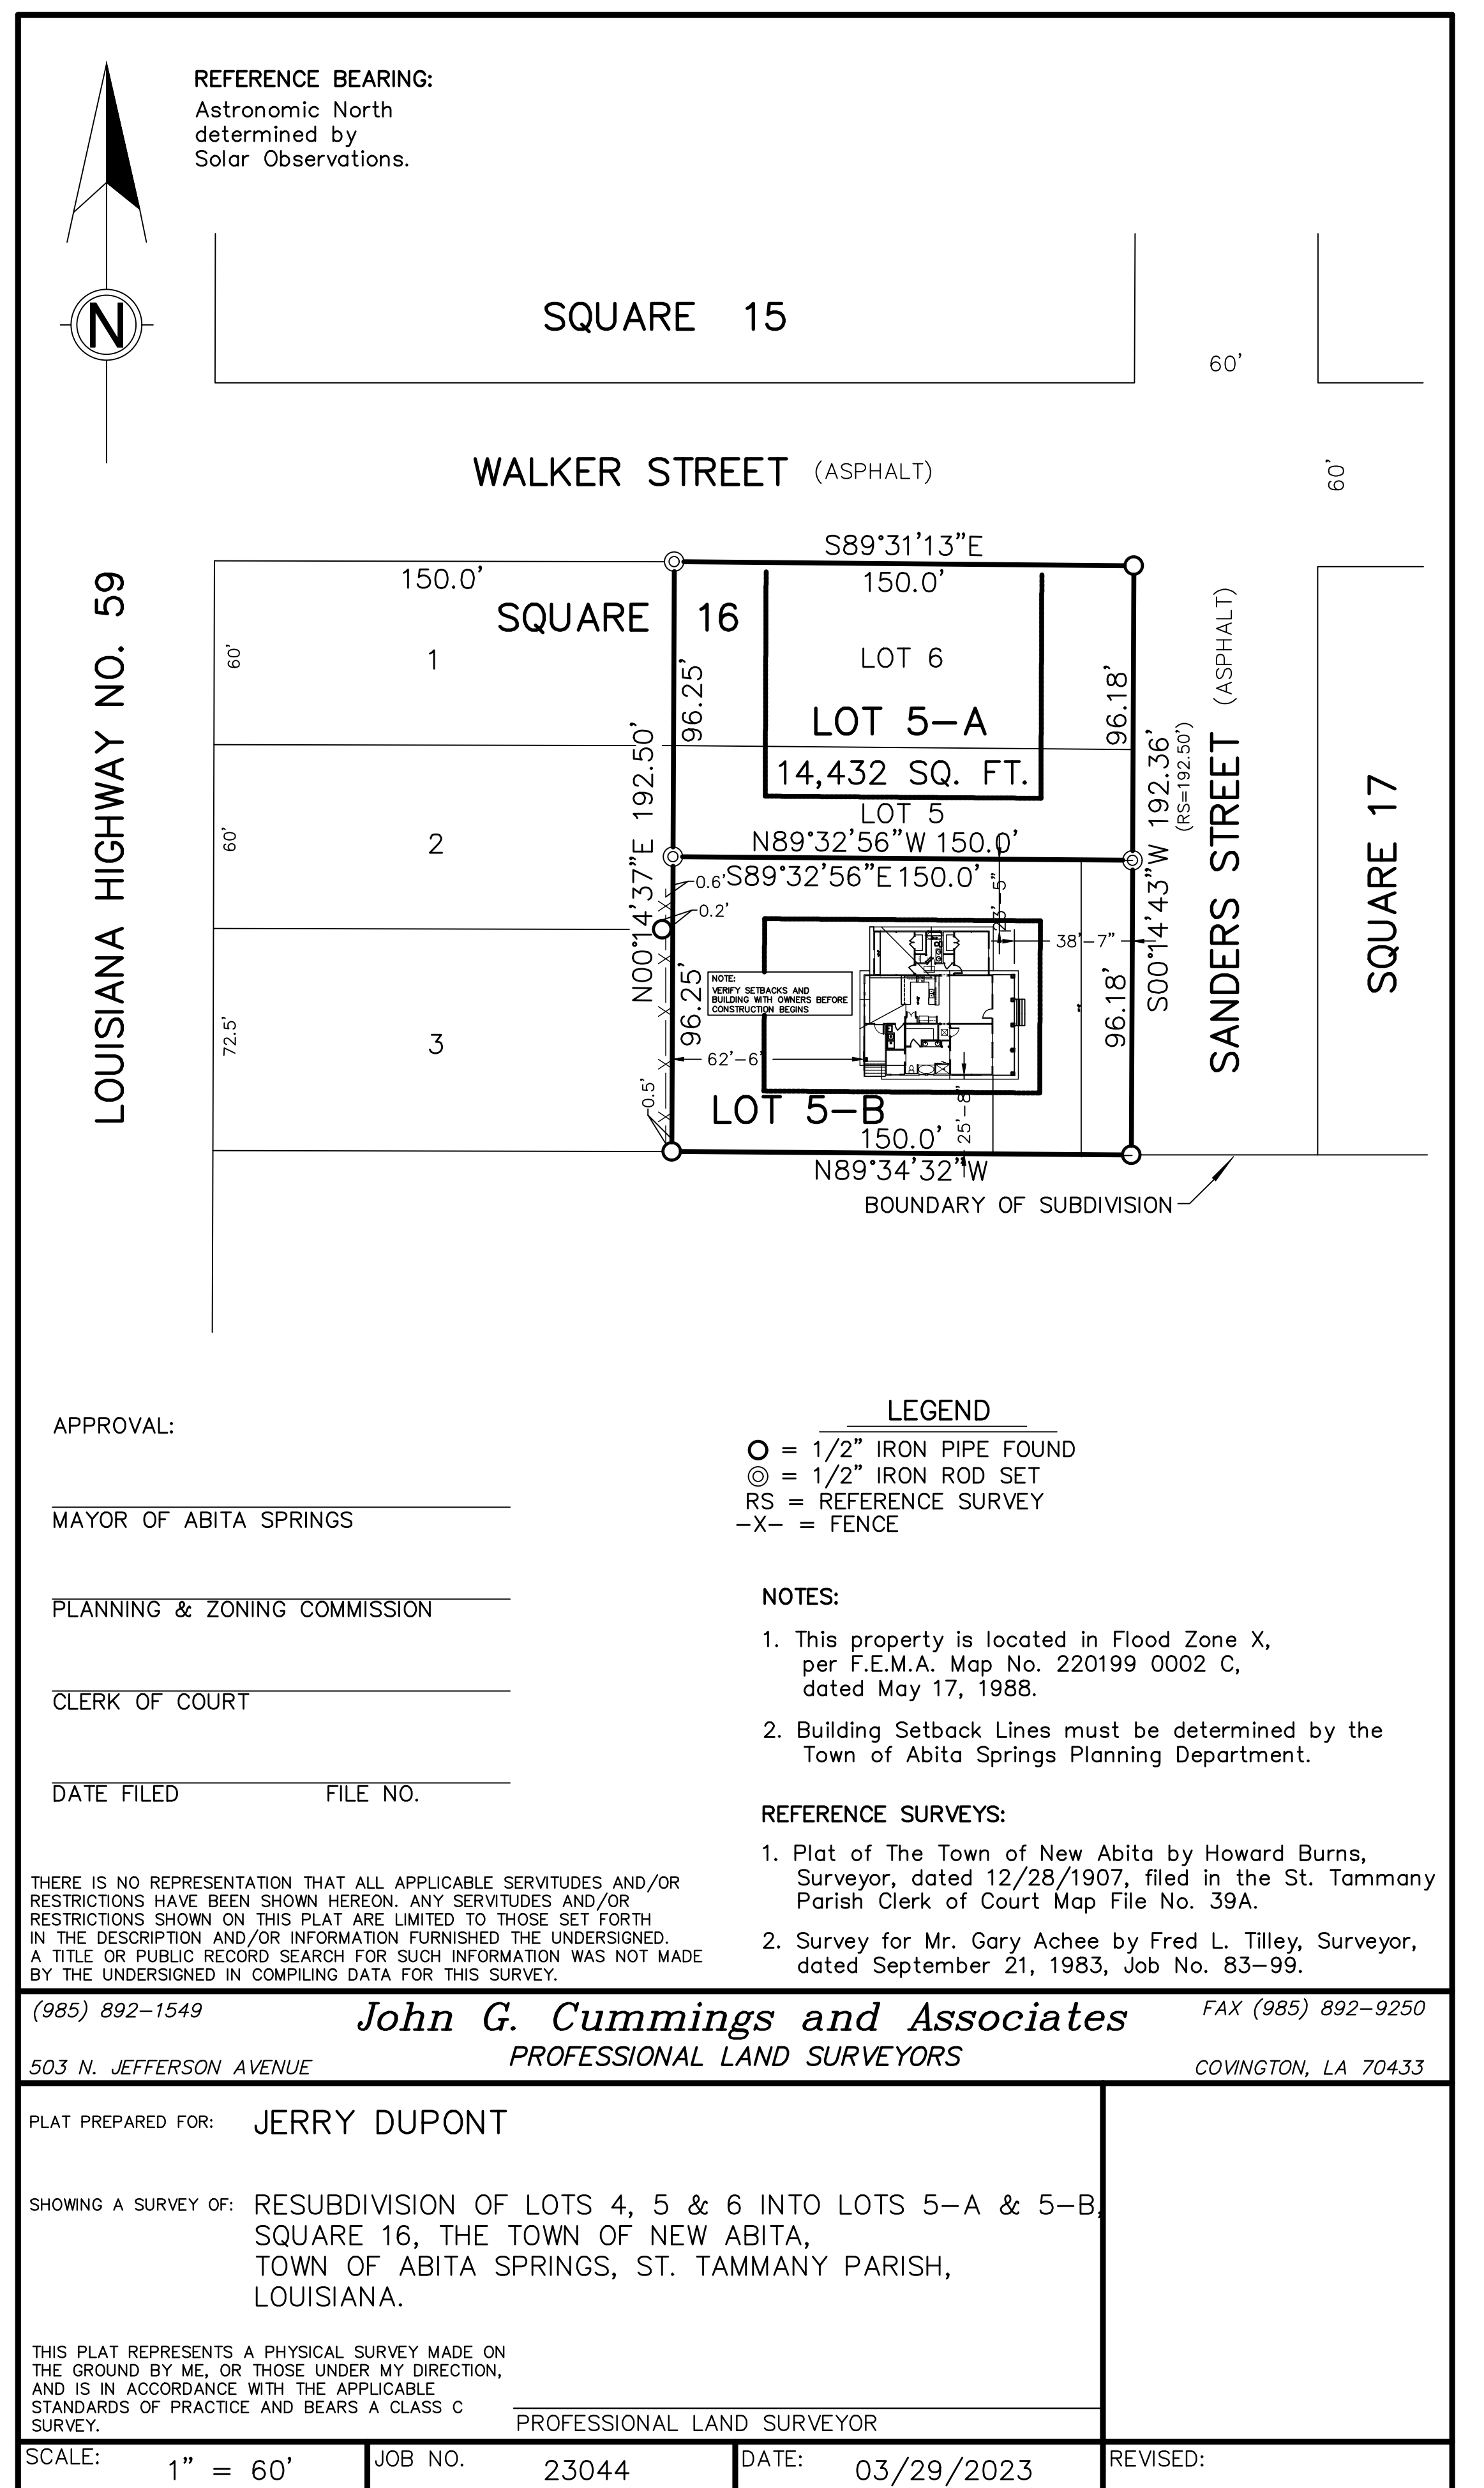 REFERENCE BEARING:
Astronomic North
determined by
Solar Observations.
N
SQUARE 15
60'
WALKER STREET (ASPHALT)
60'
S89°31'13"E
150.0'
150.0'
SQUARE 16
LOUISIANA HIGHWAY NO. 59
60'
1
96.25'
LOT 6
LOT 5-A
14,432 SQ. FT.
96.18'
(ASPHALT)
60'
2
N00°14'37"E 192.50'
LOT 5
N89°32'56"W 150.0'
S89°32'56"E 150.0'
0.6'
0.2'
23'-5"
38'-7"
S00°14'43"W 192.36'
(RS=192.50')
SANDERS STREET
SQUARE 17
72.5'
3
96.25'
NOTE:
VERIFY SETBACKS AND
BUILDING WITH OWNERS BEFORE
CONSTRUCTION BEGINS
96.18'
62'-6"
0.5'
LOT 5-B
25'-8"
150.0'
N89°34'32"W
BOUNDARY OF SUBDIVISION
APPROVAL:
MAYOR OF ABITA SPRINGS
PLANNING & ZONING COMMISSION
CLERK OF COURT
DATE FILED FILE NO.
LEGEND
= 1/2" IRON PIPE FOUND
= 1/2" IRON ROD SET
RS = REFERENCE SURVEY
-X- = FENCE
NOTES:
1. This property is located in Flood Zone X,
per F.E.M.A. Map No. 220199 0002 C,
dated May 17, 1988.
2. Building Setback Lines must be determined by the
Town of Abita Springs Planning Department.
REFERENCE SURVEYS:
1. Plat of The Town of New Abita by Howard Burns,
Surveyor, dated 12/28/1907, filed in the St. Tammany
Parish Clerk of Court Map File No. 39A.
2. Survey for Mr. Gary Achee by Fred L. Tilley, Surveyor,
dated September 21, 1983, Job No. 83-99.
THERE IS NO REPRESENTATION THAT ALL APPLICABLE SERVITUDES AND/OR
RESTRICTIONS HAVE BEEN SHOWN HEREON. ANY SERVITUDES AND/OR
RESTRICTIONS SHOWN ON THIS PLAT ARE LIMITED TO THOSE SET FORTH
IN THE DESCRIPTION AND/OR INFORMATION FURNISHED THE UNDERSIGNED.
A TITLE OR PUBLIC RECORD SEARCH FOR SUCH INFORMATION WAS NOT MADE
BY THE UNDERSIGNED IN COMPILING DATA FOR THIS SURVEY.
(985) 892-1549
John G. Cummings and Associates
FAX (985) 892-9250
503 N. JEFFERSON AVENUE
PROFESSIONAL LAND SURVEYORS
COVINGTON, LA 70433
PLAT PREPARED FOR: JERRY DUPONT
SHOWING A SURVEY OF: RESUBDIVISION OF LOTS 4, 5 & 6 INTO LOTS 5-A & 5-B,
SQUARE 16, THE TOWN OF NEW ABITA,
TOWN OF ABITA SPRINGS, ST. TAMMANY PARISH,
LOUISIANA.
THIS PLAT REPRESENTS A PHYSICAL SURVEY MADE ON
THE GROUND BY ME, OR THOSE UNDER MY DIRECTION,
AND IS IN ACCORDANCE WITH THE APPLICABLE
STANDARDS OF PRACTICE AND BEARS A CLASS C
SURVEY.
PROFESSIONAL LAND SURVEYOR
SCALE: 1" = 60'
JOB NO. 23044
DATE: 03/29/2023
REVISED: